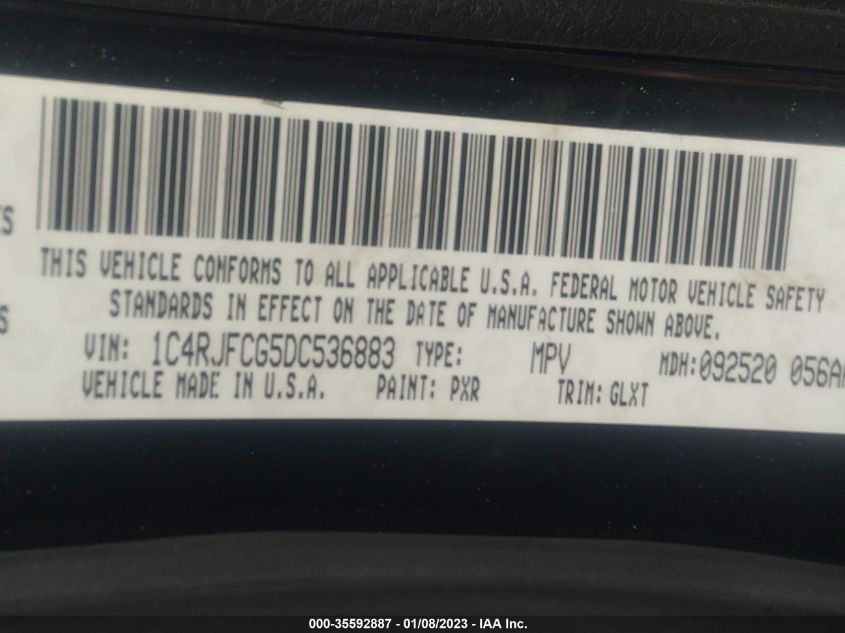 THIS VEHICLE CONFORMS TO ALL APPLICABLE U.S.A. FEDERAL MOTOR VEHICLE SAFETY
STANDARDS IN EFFECT ON THE DATE OF MANUFACTURE SHOWN ABOVE.
VIN: 1C4RJFCG5DC536883 TYPE: MPV MDH:092520 056A
VEHICLE MADE IN U.S.A. PAINT: PXR TRIM: GLXT
000-35592887 - 01/08/2023 - IAA Inc.